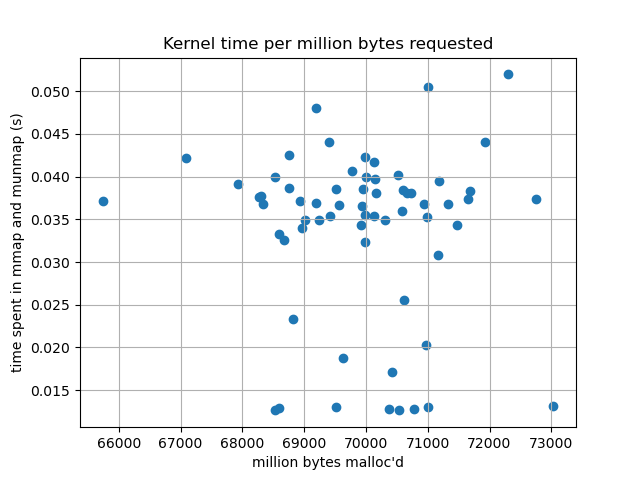 Kernel time per million bytes requested
time spent in mmap and munmap (s)
0.050
0.045
0.040
0.035
0.030
0.025
0.020
0.015
66000 67000 68000 69000 70000 71000 72000 73000
million bytes malloc'd